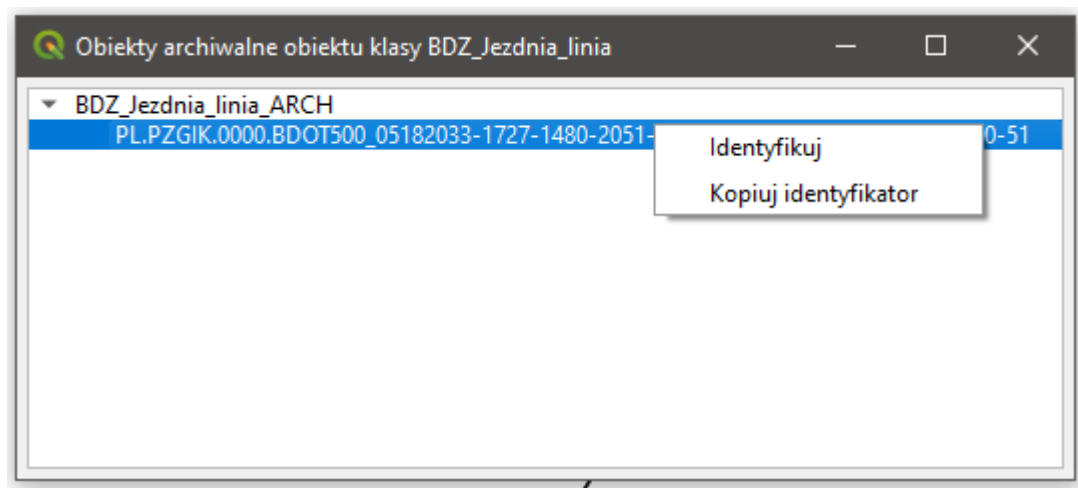 Obiekty archiwalne obiektu klasy BDZ_Jezdnia_linia
BDZ_Jezdnia_linia_ARCH
PL.PZGIK.0000.BDOT500_05182033-1727-1480-2051- 0-51
Identyfikuj
Kopiuj identyfikator